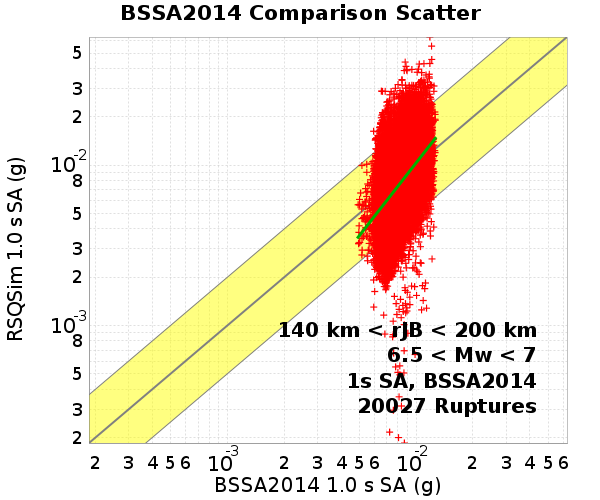 BSSA2014 Comparison Scatter
RSQSim 1.0 s SA (g)
5
3
2
10^-2
8
5
3
2
10^-3
8
5
3
2
140 km < rJB < 200 km
6.5 < Mw < 7
1s SA, BSSA2014
20027 Ruptures
2 3 4 5 6 10^-3 2 3 4 5 6 10^-2 2 3 4 5 6
BSSA2014 1.0 s SA (g)